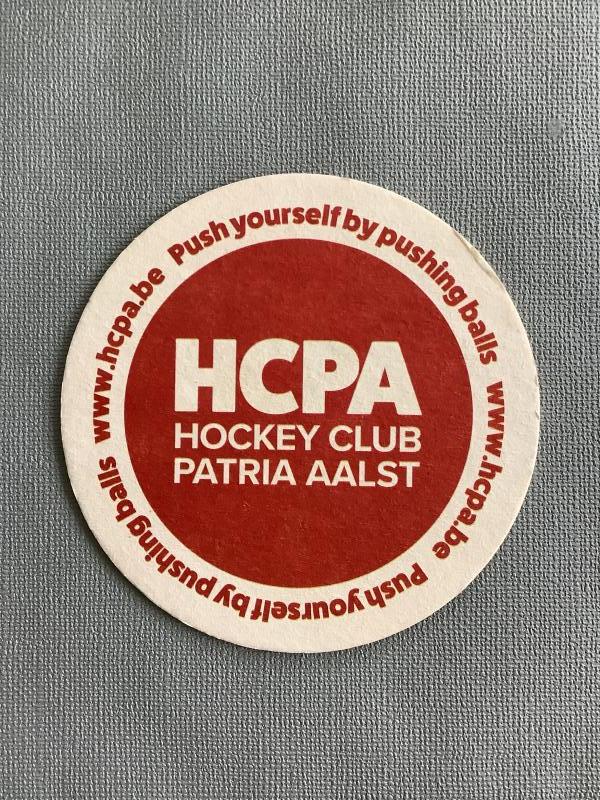 HCPA
HOCKEY CLUB
PATRIA AALST
Push yourself by pushing balls
www.hcpa.be
Push yourself by pushing balls
www.hcpa.be